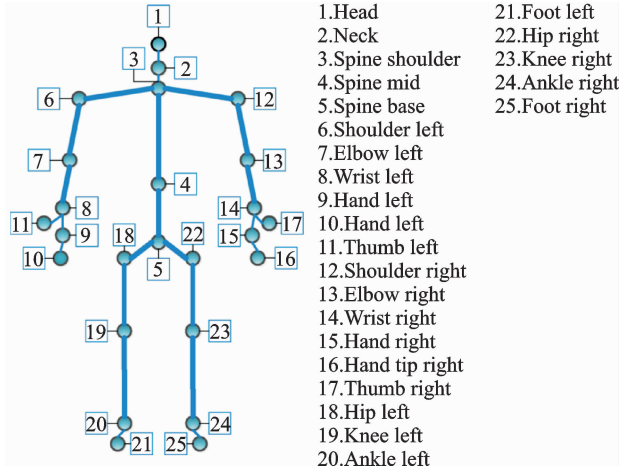 1
3
2
6
12
7
13
4
8
14
11
17
9
15
18
22
10
16
5
19
23
20
24
21
25
1.Head
2.Neck
3.Spine shoulder
4.Spine mid
5.Spine base
6.Shoulder left
7.Elbow left
8.Wrist left
9.Hand left
10.Hand left
11.Thumb left
12.Shoulder right
13.Elbow right
14.Wrist right
15.Hand right
16.Hand tip right
17.Thumb right
18.Hip left
19.Knee left
20.Ankle left
21.Foot left
22.Hip right
23.Knee right
24.Ankle right
25.Foot right